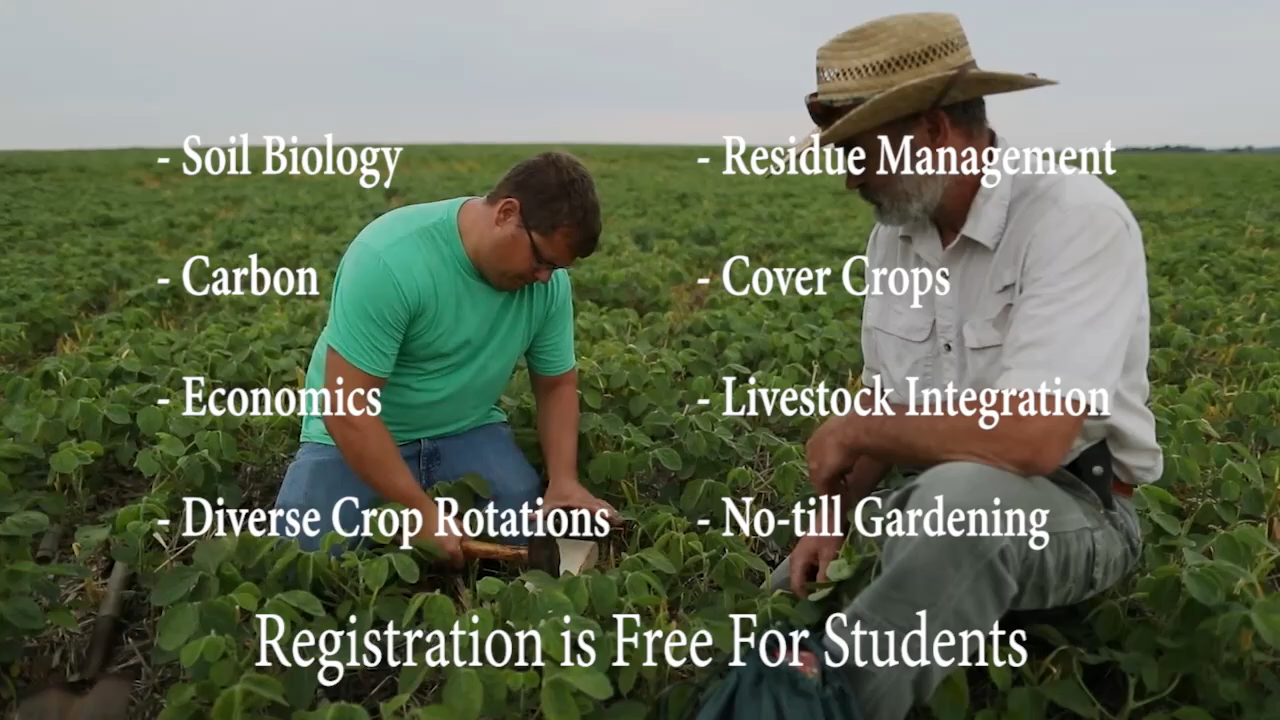 - Soil Biology
- Residue Management
- Carbon
- Cover Crops
- Economics
- Livestock Integration
- Diverse Crop Rotations
- No-till Gardening
Registration is Free For Students